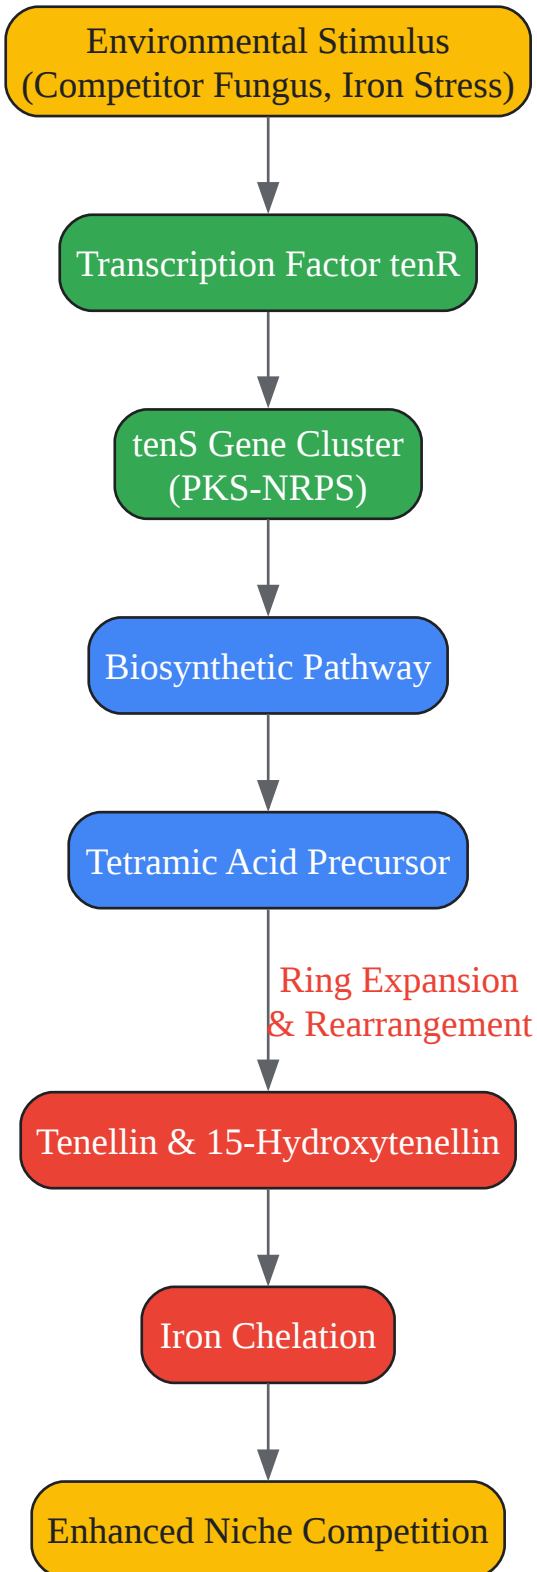 Environmental Stimulus
(Competitor Fungus, Iron Stress)
Transcription Factor tenR
tenS Gene Cluster
(PKS-NRPS)
Biosynthetic Pathway
Tetramic Acid Precursor
Ring Expansion
& Rearrangement
Tenellin & 15-Hydroxytenellin
Iron Chelation
Enhanced Niche Competition